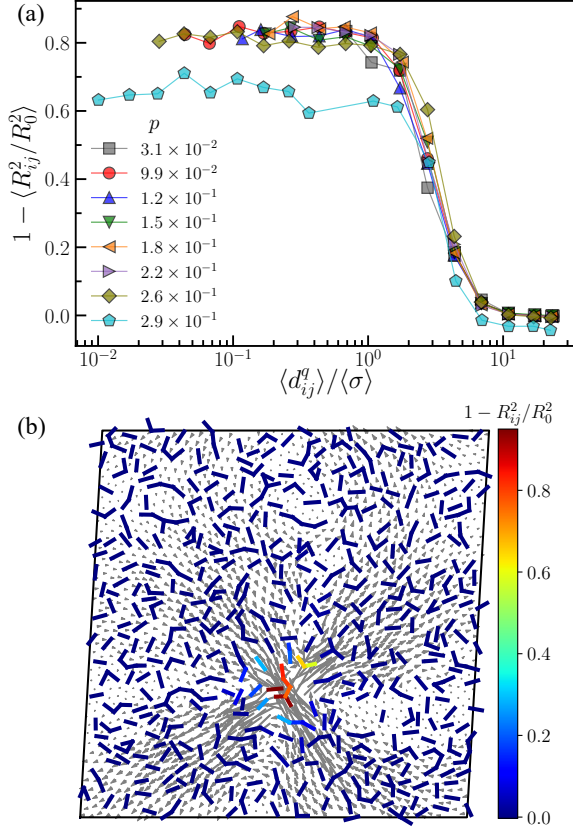 (a)
1 − ⟨R²ᵢⱼ/R²₀⟩
0.8
0.6
0.4
0.2
0.0
p
3.1 × 10⁻²
9.9 × 10⁻²
1.2 × 10⁻¹
1.5 × 10⁻¹
1.8 × 10⁻¹
2.2 × 10⁻¹
2.6 × 10⁻¹
2.9 × 10⁻¹
10⁻² 10⁻¹ 10⁰ 10¹
⟨d^q_ij⟩/⟨σ⟩
(b)
1 − R²ᵢⱼ/R²₀
0.8
0.6
0.4
0.2
0.0